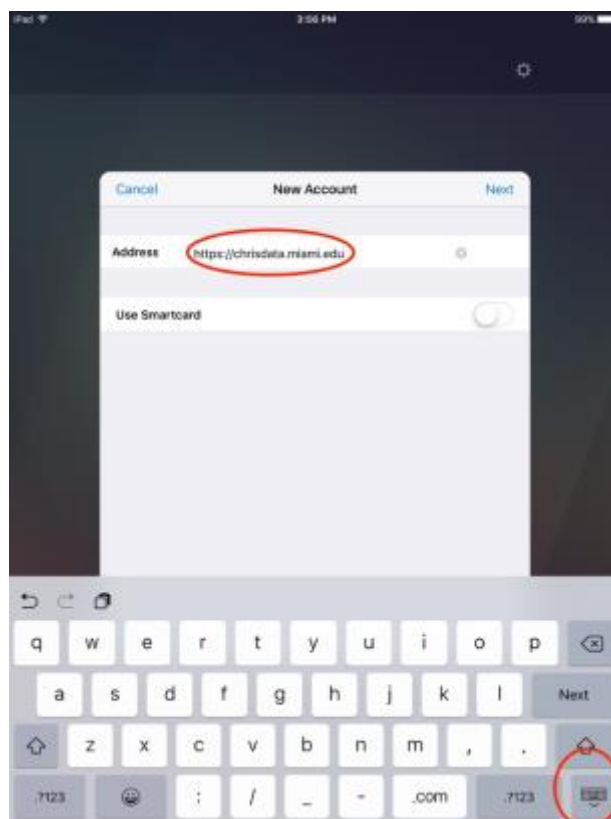 iPad 3:56 PM 99%
Cancel New Account Next
Address https://chrisdata.miami.edu
Use Smartcard
q w e r t y u i o p
a s d f g h j k l Next
z x c v b n m , .
.?123 : / _ - .com .?123